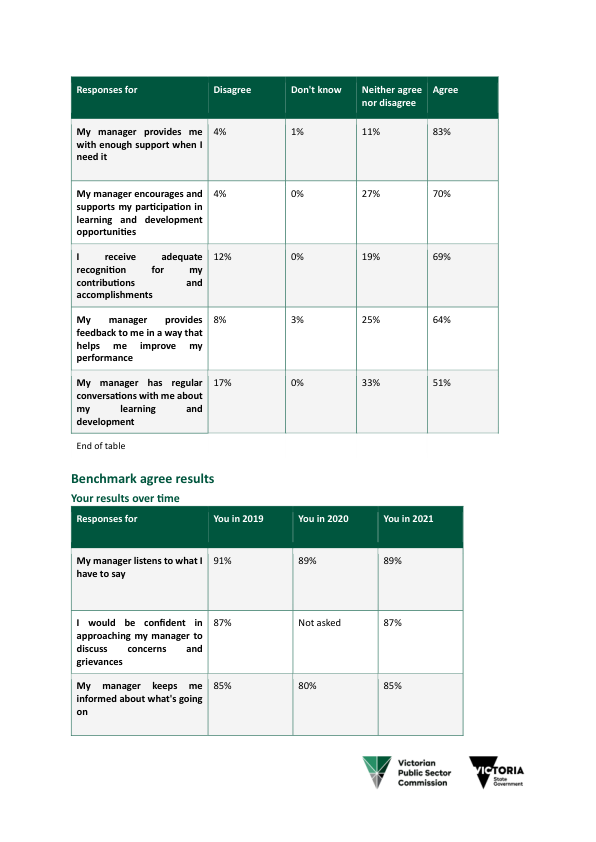 Responses for Disagree Don't know Neither agree nor disagree Agree
My manager provides me with enough support when I need it 4% 1% 11% 83%
My manager encourages and supports my participation in learning and development opportunities 4% 0% 27% 70%
I receive adequate recognition for my contributions and accomplishments 12% 0% 19% 69%
My manager provides feedback to me in a way that helps me improve my performance 8% 3% 25% 64%
My manager has regular conversations with me about my learning and development 17% 0% 33% 51%
End of table
Benchmark agree results
Your results over time
Responses for You in 2019 You in 2020 You in 2021
My manager listens to what I have to say 91% 89% 89%
I would be confident in approaching my manager to discuss concerns and grievances 87% Not asked 87%
My manager keeps me informed about what's going on 85% 80% 85%
Victorian
Public Sector
Commission
VICTORIA
State
Government